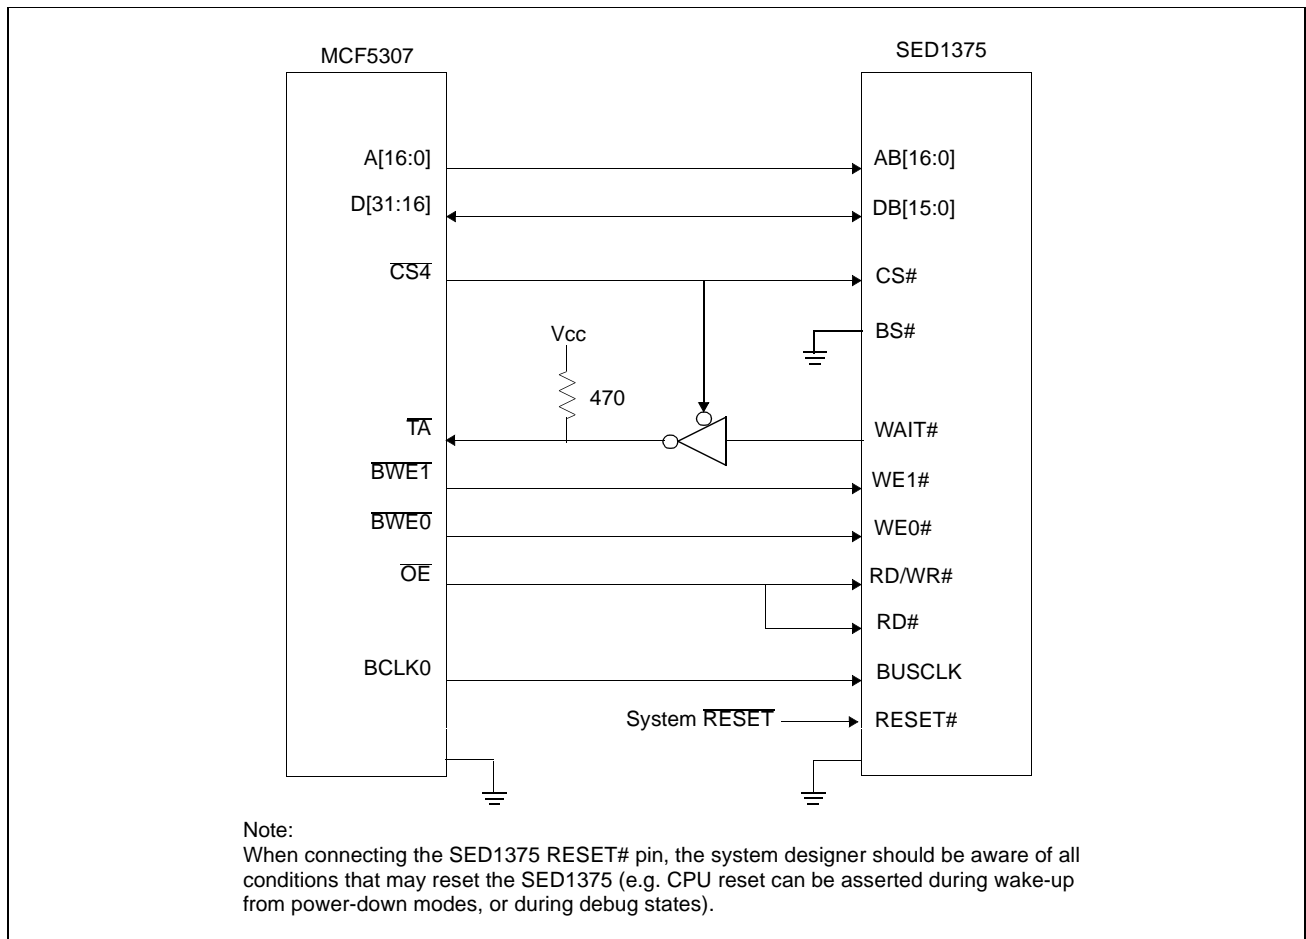 MCF5307
SED1375
A[16:0]
AB[16:0]
D[31:16]
DB[15:0]
CS4
CS#
BS#
Vcc
470
TA
WAIT#
BWE1
WE1#
BWE0
WE0#
OE
RD/WR#
RD#
BCLK0
BUSCLK
System RESET
RESET#
Note:
When connecting the SED1375 RESET# pin, the system designer should be aware of all
conditions that may reset the SED1375 (e.g. CPU reset can be asserted during wake-up
from power-down modes, or during debug states).